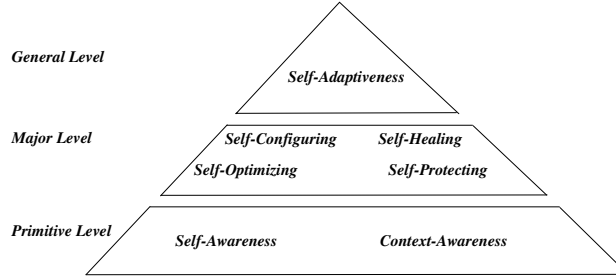 General Level
Self-Adaptiveness
Major Level
Self-Configuring Self-Healing
Self-Optimizing Self-Protecting
Primitive Level
Self-Awareness Context-Awareness